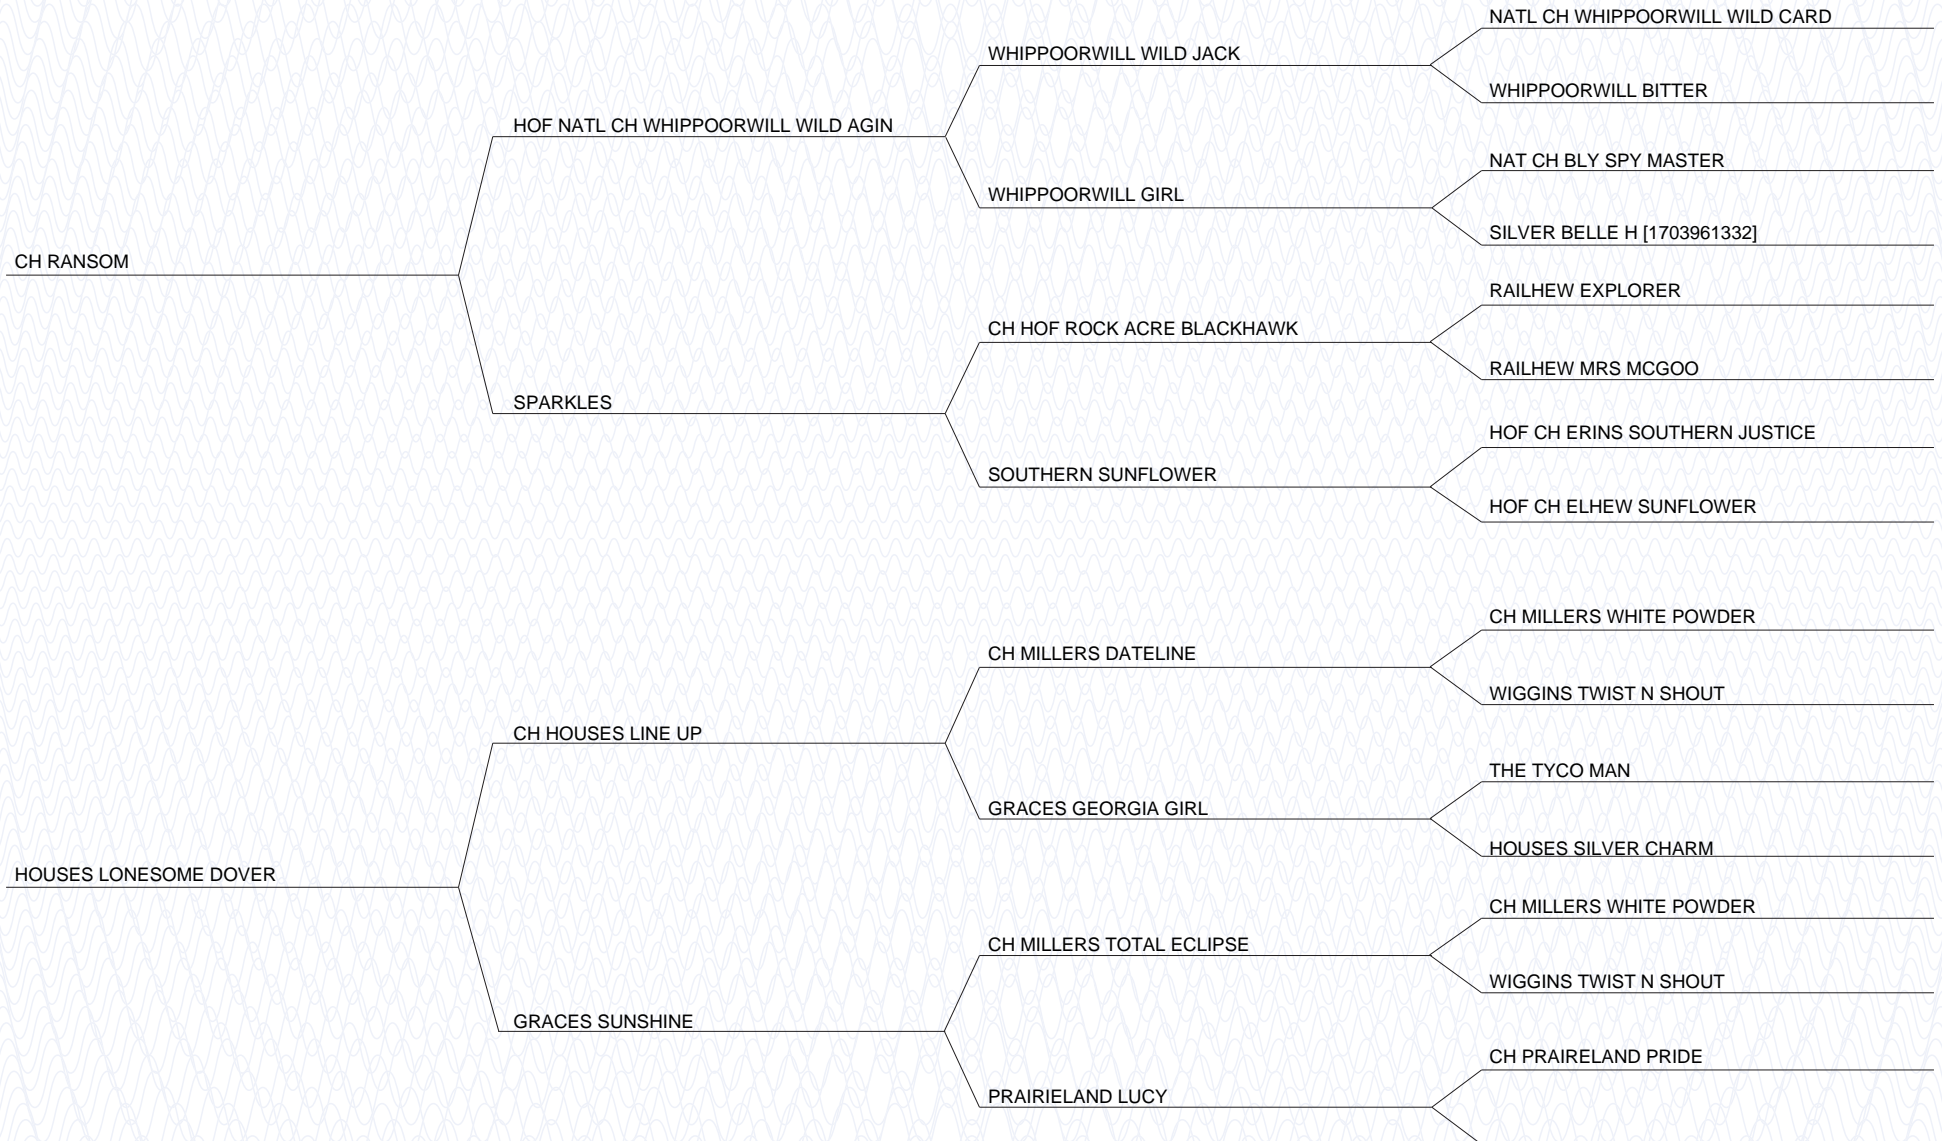 NATL CH WHIPPOORWILL WILD CARD
WHIPPOORWILL WILD JACK
WHIPPOORWILL BITTER
HOF NATL CH WHIPPOORWILL WILD AGIN
NAT CH BLY SPY MASTER
WHIPPOORWILL GIRL
SILVER BELLE H [1703961332]
CH RANSOM
RAILHEW EXPLORER
CH HOF ROCK ACRE BLACKHAWK
RAILHEW MRS MCGOO
SPARKLES
HOF CH ERINS SOUTHERN JUSTICE
SOUTHERN SUNFLOWER
HOF CH ELHEW SUNFLOWER
CH MILLERS WHITE POWDER
CH MILLERS DATELINE
WIGGINS TWIST N SHOUT
CH HOUSES LINE UP
THE TYCO MAN
GRACES GEORGIA GIRL
HOUSES SILVER CHARM
HOUSES LONESOME DOVER
CH MILLERS WHITE POWDER
CH MILLERS TOTAL ECLIPSE
WIGGINS TWIST N SHOUT
GRACES SUNSHINE
CH PRAIRELAND PRIDE
PRAIRIELAND LUCY